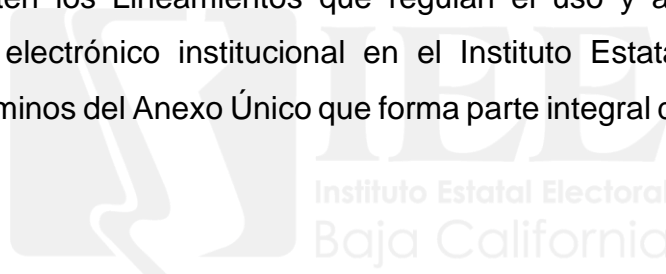 ten los Lineamientos que regulan el uso y a
electrónico institucional en el Instituto Estata
minos del Anexo Único que forma parte integral d
IEE
Instituto Estatal Electoral
Baja California